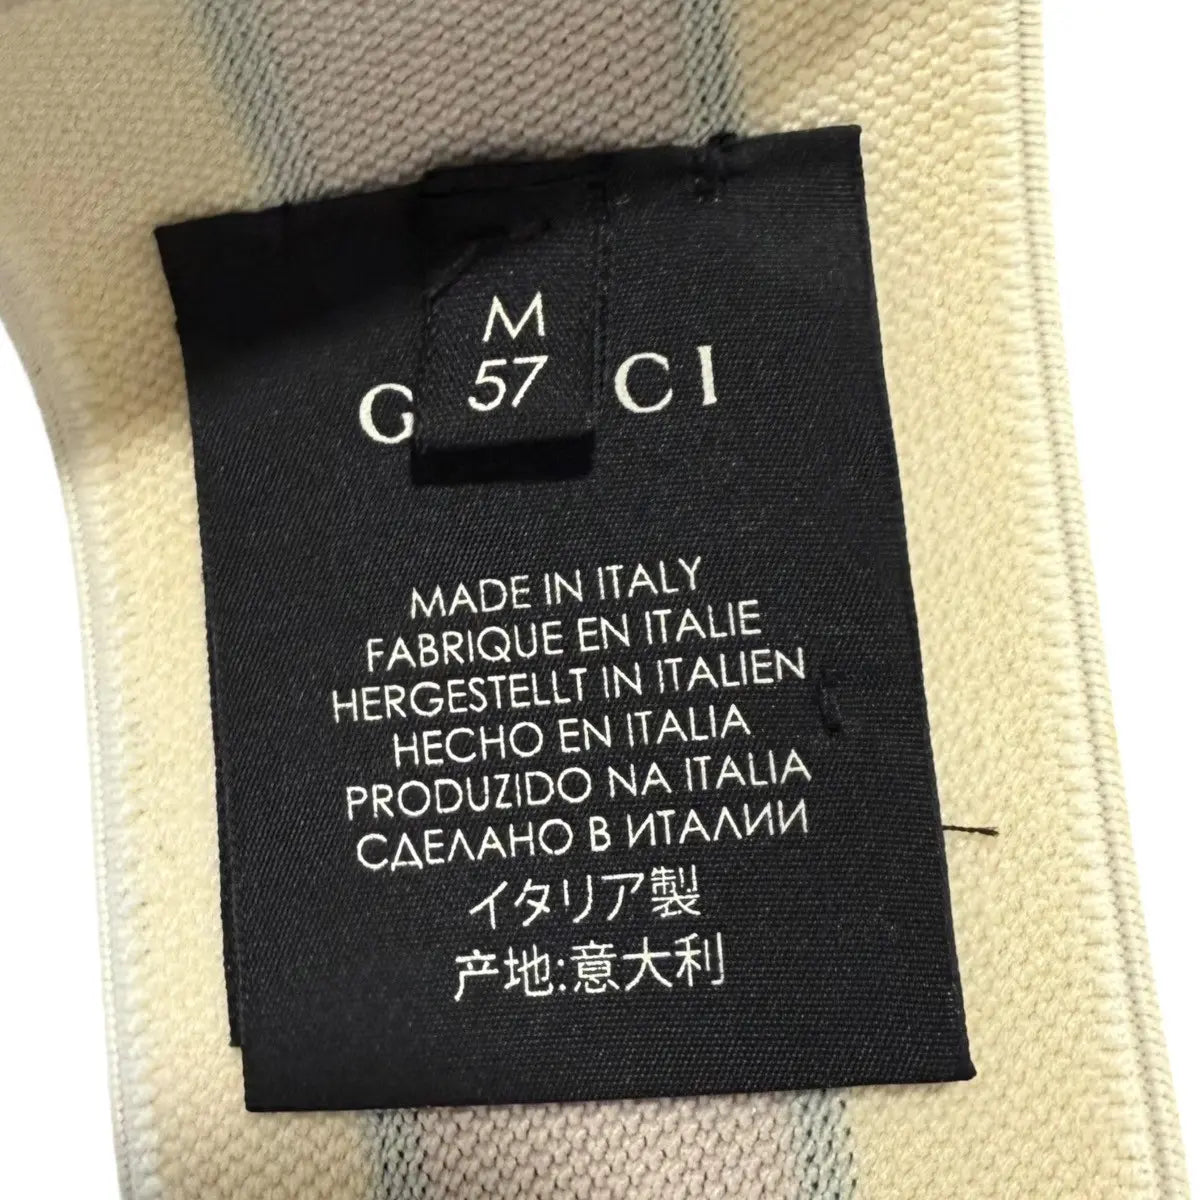 M
57
G CI
MADE IN ITALY
FABRIQUE EN ITALIE
HERGESTELLT IN ITALIEN
HECHO EN ITALIA
PRODUZIDO NA ITALIA
СДЕЛАНО В ИТАЛИИ
イタリア製
产地:意大利